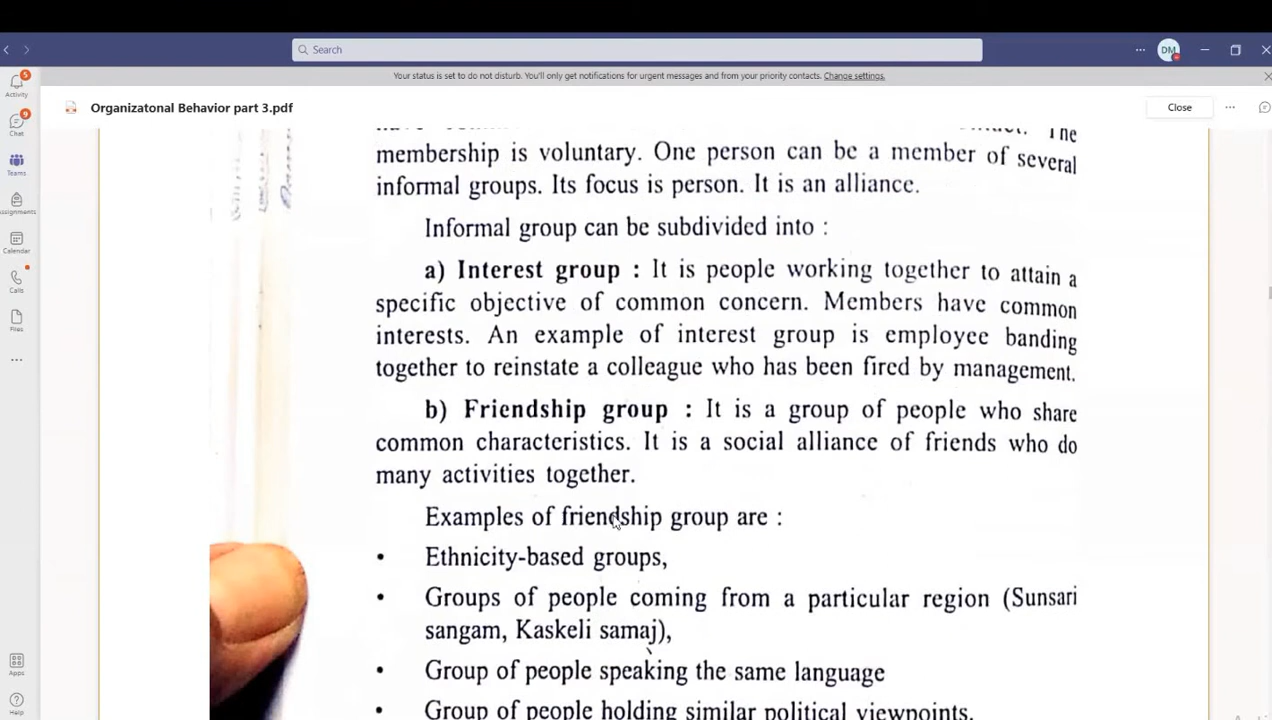 Search
DM
Your status is set to do not disturb. You'll only get notifications for urgent messages and from your priority contacts. Change settings.
5
Activity
9
Chat
Teams
Assignments
Calendar
Calls
Files
Apps
Help
Organizatonal Behavior part 3.pdf
Close
The
membership is voluntary. One person can be a member of several
informal groups. Its focus is person. It is an alliance.
Informal group can be subdivided into :
a) Interest group : It is people working together to attain a
specific objective of common concern. Members have common
interests. An example of interest group is employee banding
together to reinstate a colleague who has been fired by management.
b) Friendship group : It is a group of people who share
common characteristics. It is a social alliance of friends who do
many activities together.
Examples of friendship group are :
• Ethnicity-based groups,
• Groups of people coming from a particular region (Sunsari
sangam, Kaskeli samaj),
• Group of people speaking the same language
• Group of people holding similar political viewpoints.